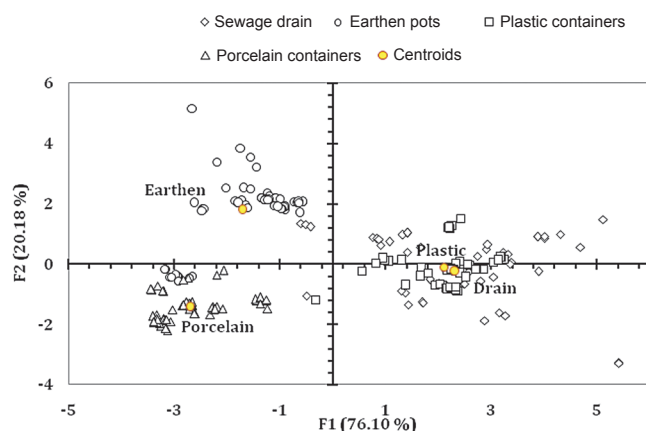 Sewage drain Earthen pots Plastic containers
Porcelain containers Centroids
6
4
Earthen
2
F2 (20.18 %)
Plastic
0
Drain
Porcelain
-2
-4
-5 -3 -1 1 3 5
F1 (76.10 %)